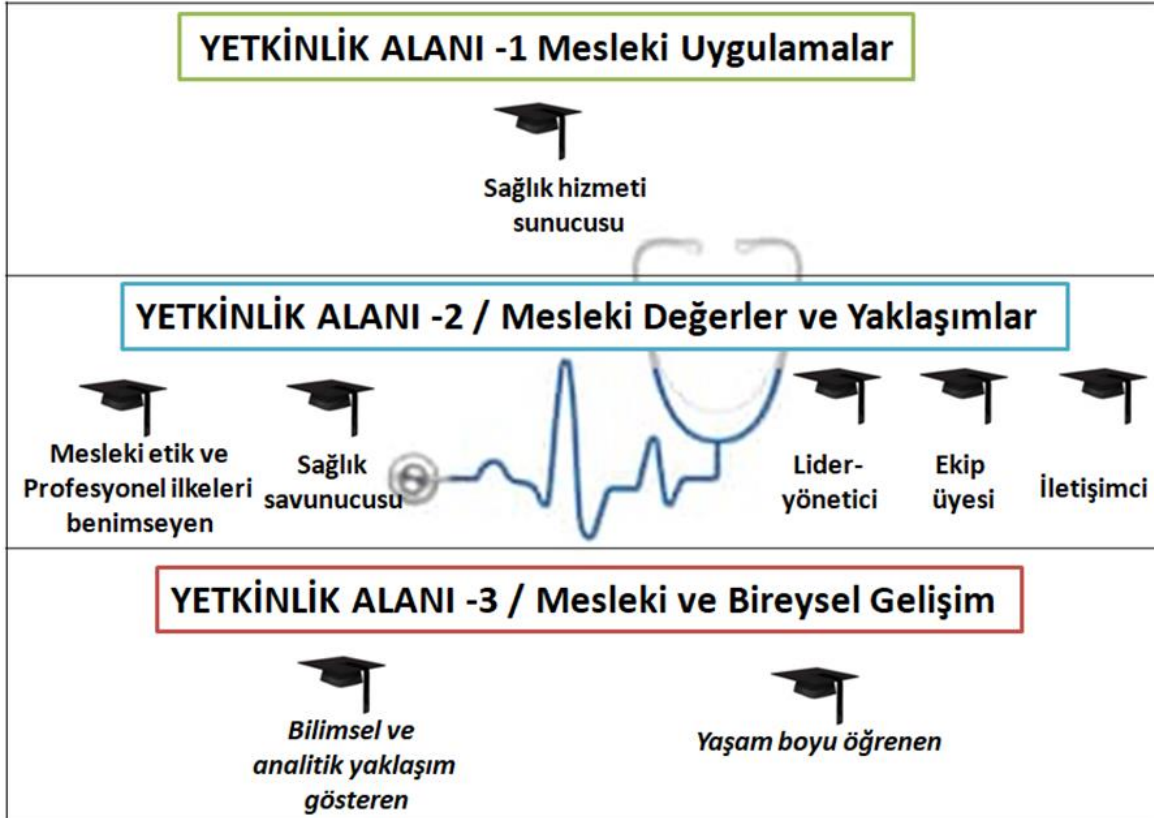 YETKİNLİK ALANI -1 Mesleki Uygulamalar
Sağlık hizmeti
sunucusu
YETKİNLİK ALANI -2 / Mesleki Değerler ve Yaklaşımlar
Mesleki etik ve
Profesyonel ilkeleri
benimseyen
Sağlık
savunucusu
Lider-
yönetici
Ekip
üyesi
İletişimci
YETKİNLİK ALANI -3 / Mesleki ve Bireysel Gelişim
Bilimsel ve
analitik yaklaşım
gösteren
Yaşam boyu öğrenen